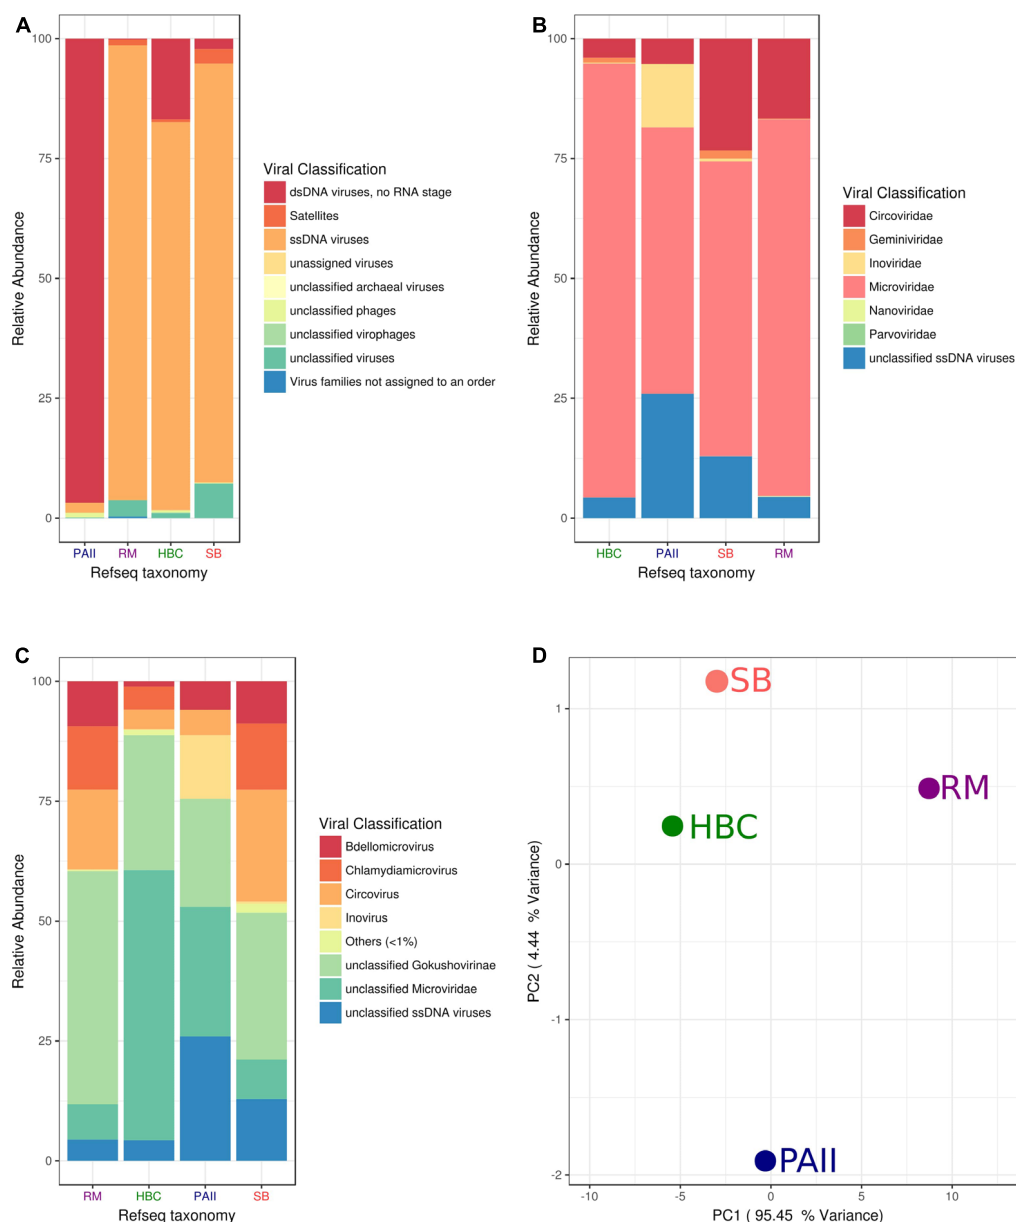 A
100
75
50
25
0
Relative Abundance
PAII RM HBC SB
Refseq taxonomy
Viral Classification
dsDNA viruses, no RNA stage
Satellites
ssDNA viruses
unassigned viruses
unclassified archaeal viruses
unclassified phages
unclassified virophages
unclassified viruses
Virus families not assigned to an order
B
100
75
50
25
0
Relative Abundance
HBC PAII SB RM
Refseq taxonomy
Viral Classification
Circoviridae
Geminiviridae
Inoviridae
Microviridae
Nanoviridae
Parvoviridae
unclassified ssDNA viruses
C
100
75
50
25
0
Relative Abundance
RM HBC PAII SB
Refseq taxonomy
Viral Classification
Bdellomicrovirus
Chlamydiamicrovirus
Circovirus
Inovirus
Others (<1%)
unclassified Gokushovirinae
unclassified Microviridae
unclassified ssDNA viruses
D
SB
RM
HBC
PAII
1
0
-1
-2
PC2 ( 4.44 % Variance)
-10 -5 0 5 10
PC1 ( 95.45 % Variance)